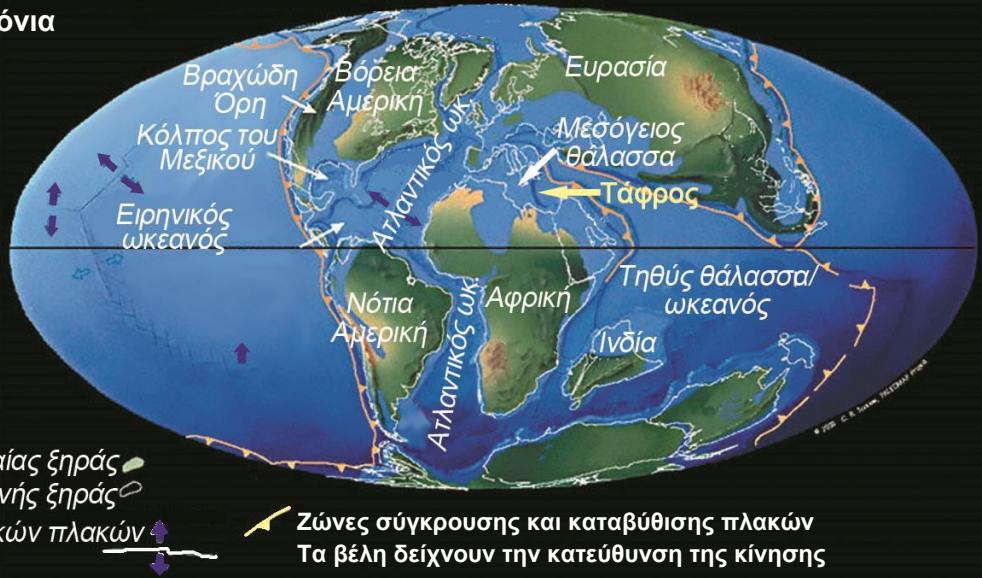 όνια
Βραχώδη
Όρη
Βόρεια
Αμερική
Ευρασία
Κόλπος του
Μεξικού
Μεσόγειος
θάλασσα
Τάφρος
Ατλαντικός ωκ.
Ειρηνικός
ωκεανός
Νότια
Αμερική
Ατλαντικός ωκ.
Αφρική
Τηθύς θάλασσα/
ωκεανός
Ινδία
αίας ξηράς
νής ξηράς
κών πλακών
Ζώνες σύγκρουσης και καταβύθισης πλακών
Τα βέλη δείχνουν την κατεύθυνση της κίνησης